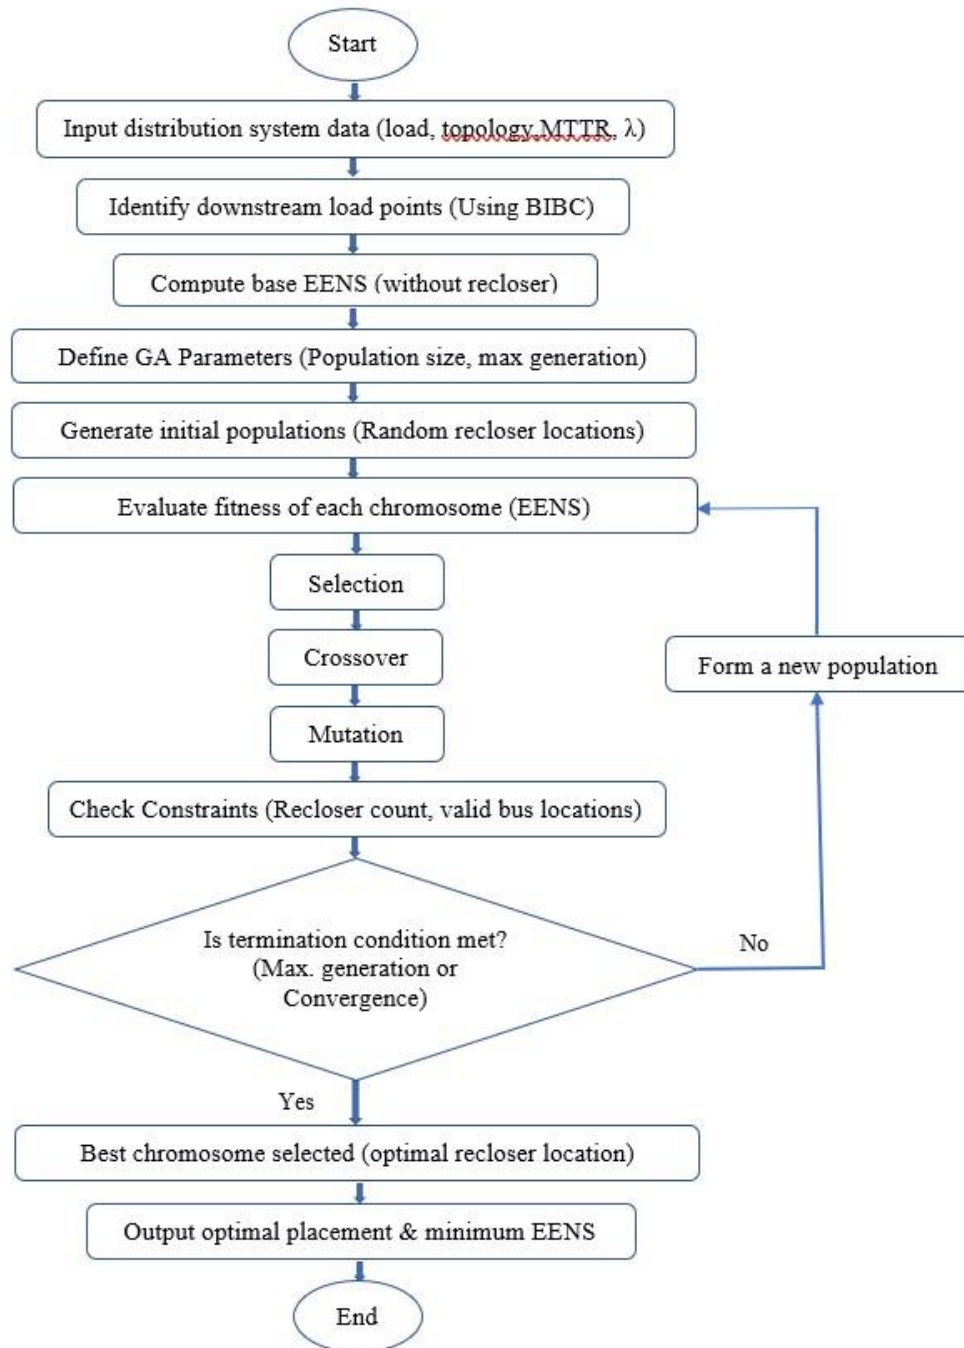 Start
Input distribution system data (load, topology,MTTR, λ)
Identify downstream load points (Using BIBC)
Compute base EENS (without recloser)
Define GA Parameters (Population size, max generation)
Generate initial populations (Random recloser locations)
Evaluate fitness of each chromosome (EENS)
Selection
Crossover
Form a new population
Mutation
Check Constraints (Recloser count, valid bus locations)
Is termination condition met?
(Max. generation or
Convergence)
No
Yes
Best chromosome selected (optimal recloser location)
Output optimal placement & minimum EENS
End